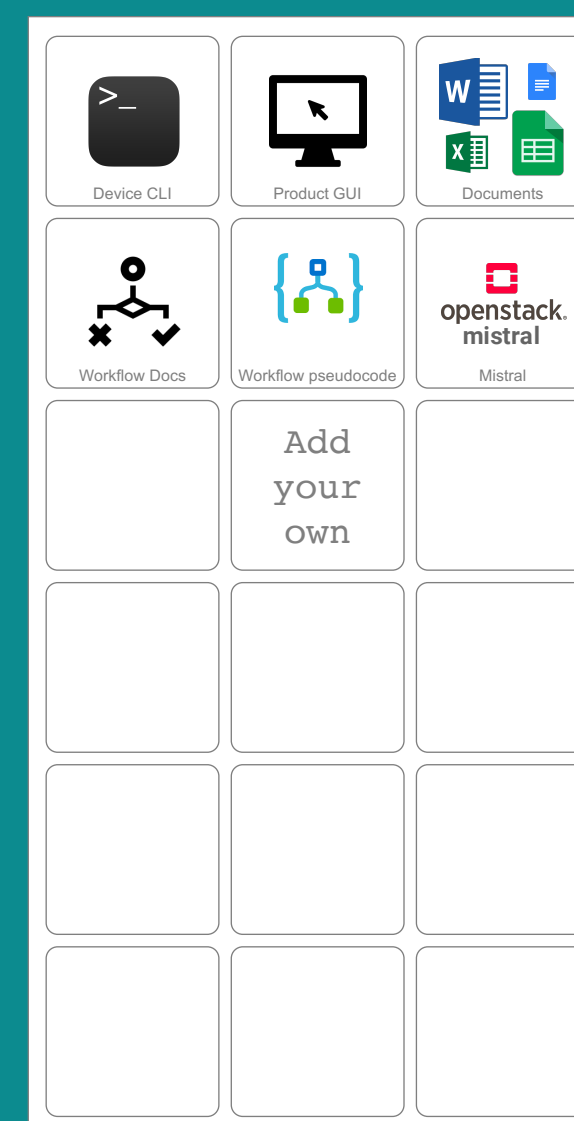 >_
Device CLI
Product GUI
W
X
Documents
Workflow Docs
Workflow pseudocode
openstack.
mistral
Mistral
Add
your
own